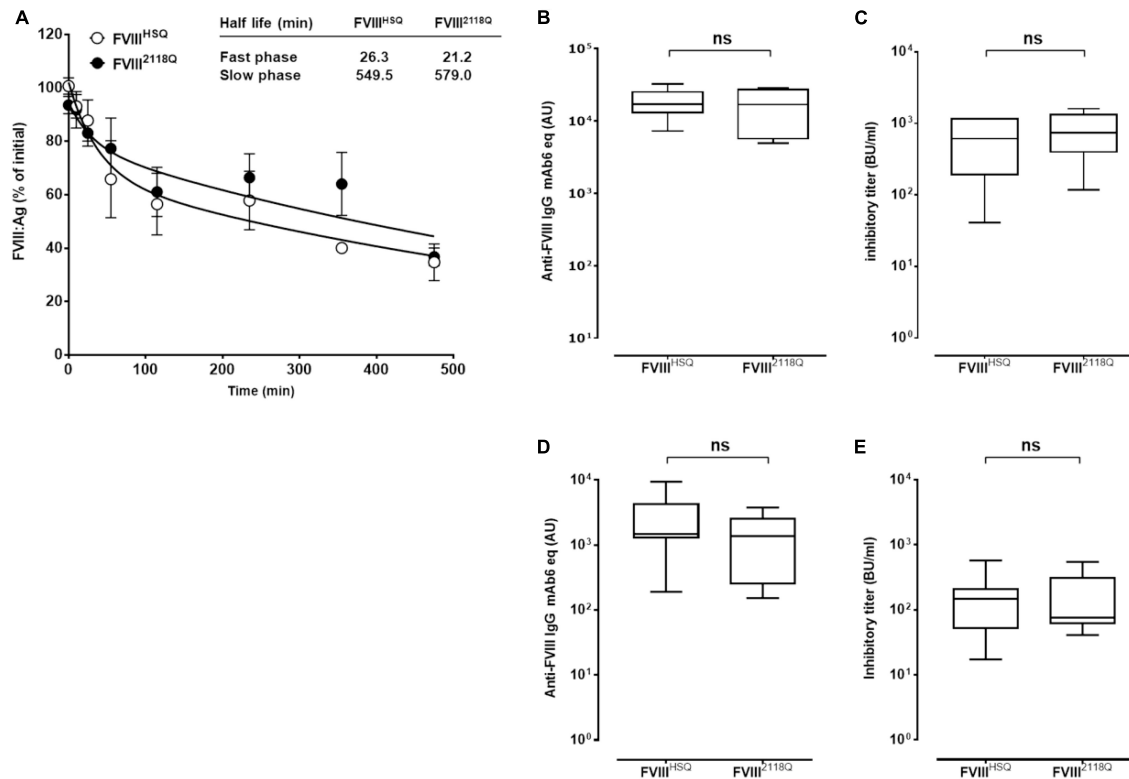 A
Half life (min) FVIII^HSQ FVIII^2118Q
Fast phase 26.3 21.2
Slow phase 549.5 579.0
FVIII^HSQ
FVIII^2118Q
120
100
80
60
40
20
0
FVIII:Ag (% of initial)
0 100 200 300 400 500
Time (min)
B
ns
10^5
10^4
10^3
10^2
10^1
Anti-FVIII IgG mAb6 eq (AU)
FVIII^HSQ FVIII^2118Q
C
ns
10^4
10^3
10^2
10^1
10^0
inhibitory titer (BU/ml)
FVIII^HSQ FVIII^2118Q
D
ns
10^4
10^3
10^2
10^1
10^0
Anti-FVIII IgG mAb6 eq (AU)
FVIII^HSQ FVIII^2118Q
E
ns
10^4
10^3
10^2
10^1
10^0
Inhibitory titer (BU/ml)
FVIII^HSQ FVIII^2118Q